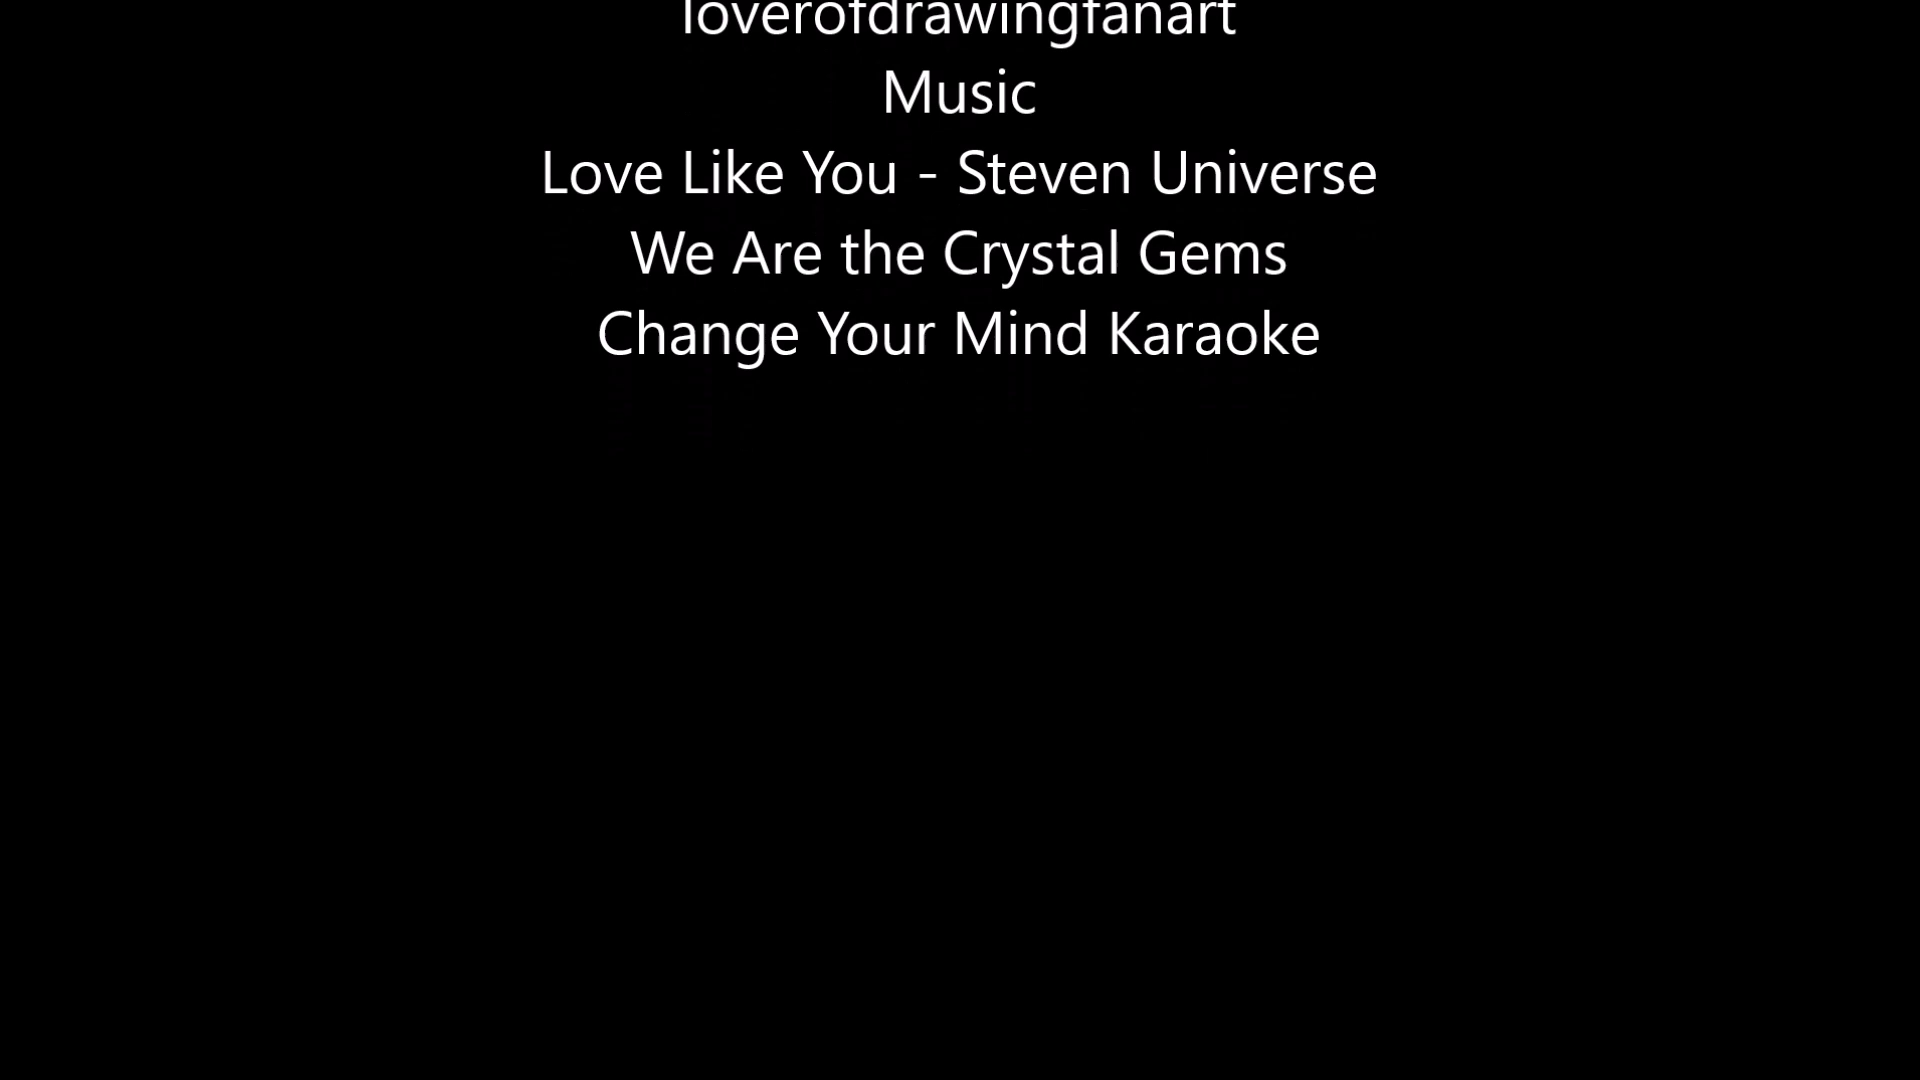 loverofdrawingfanart
Music
Love Like You - Steven Universe
We Are the Crystal Gems
Change Your Mind Karaoke